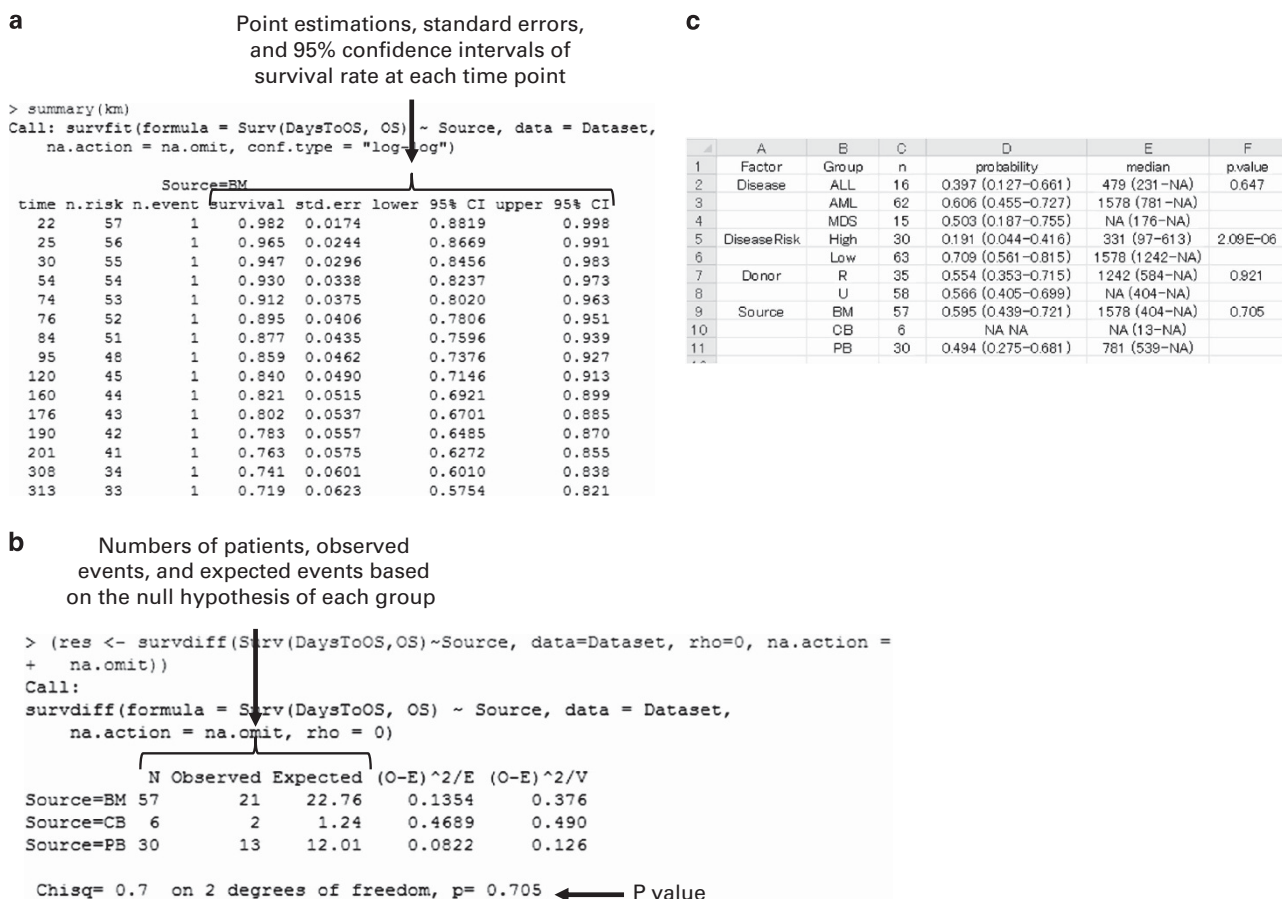 a
Point estimations, standard errors,
and 95% confidence intervals of
survival rate at each time point
> summary(km)
Call: survfit(formula = Surv(DaysToOS, OS) ~ Source, data = Dataset,
na.action = na.omit, conf.type = "log-log")
Source=BM
time n.risk n.event survival std.err lower 95% CI upper 95% CI
22 57 1 0.982 0.0174 0.8819 0.998
25 56 1 0.965 0.0244 0.8669 0.991
30 55 1 0.947 0.0296 0.8456 0.983
54 54 1 0.930 0.0338 0.8237 0.973
74 53 1 0.912 0.0375 0.8020 0.963
76 52 1 0.895 0.0406 0.7806 0.951
84 51 1 0.877 0.0435 0.7596 0.939
95 48 1 0.859 0.0462 0.7376 0.927
120 45 1 0.840 0.0490 0.7146 0.913
160 44 1 0.821 0.0515 0.6921 0.899
176 43 1 0.802 0.0537 0.6701 0.885
190 42 1 0.783 0.0557 0.6485 0.870
201 41 1 0.763 0.0575 0.6272 0.855
308 34 1 0.741 0.0601 0.6010 0.838
313 33 1 0.719 0.0623 0.5754 0.821
b
Numbers of patients, observed
events, and expected events based
on the null hypothesis of each group
> (res <- survdiff(Surv(DaysToOS,OS)~Source, data=Dataset, rho=0, na.action =
+ na.omit))
Call:
survdiff(formula = Surv(DaysToOS, OS) ~ Source, data = Dataset,
na.action = na.omit, rho = 0)
N Observed Expected (O-E)^2/E (O-E)^2/V
Source=BM 57 21 22.76 0.1354 0.376
Source=CB 6 2 1.24 0.4689 0.490
Source=PB 30 13 12.01 0.0822 0.126
Chisq= 0.7 on 2 degrees of freedom, p= 0.705
P value
c
A B C D E F
1 Factor Group n probability median p.value
2 Disease ALL 16 0.397 (0.127-0.661) 479 (231-NA) 0.647
3 AML 62 0.606 (0.455-0.727) 1578 (781-NA)
4 MDS 15 0.503 (0.187-0.755) NA (176-NA)
5 DiseaseRisk High 30 0.191 (0.044-0.416) 331 (97-613) 2.09E-06
6 Low 63 0.709 (0.561-0.815) 1578 (1242-NA)
7 Donor R 35 0.554 (0.353-0.715) 1242 (584-NA) 0.921
8 U 58 0.566 (0.405-0.699) NA (404-NA)
9 Source BM 57 0.595 (0.439-0.721) 1578 (404-NA) 0.705
10 CB 6 NA NA NA (13-NA)
11 PB 30 0.494 (0.275-0.681) 781 (539-NA)